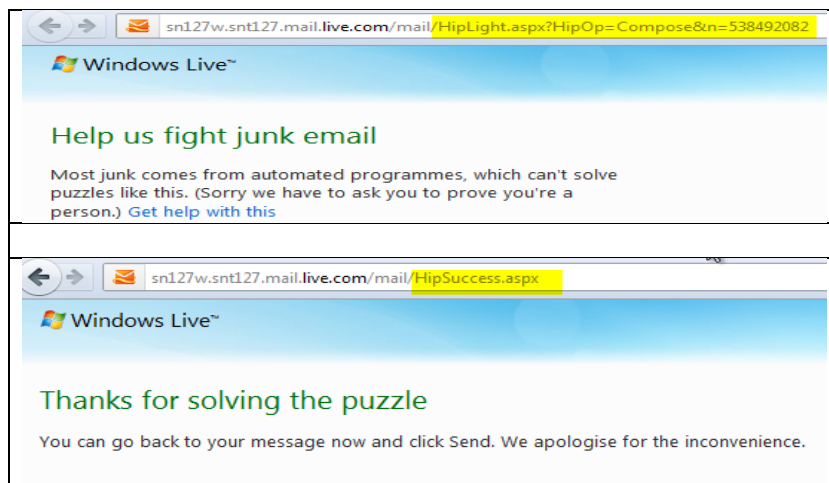 sn127w.snt127.mail.live.com/mail/HipLight.aspx?HipOp=Compose&n=538492082
Windows Live™
Help us fight junk email
Most junk comes from automated programmes, which can't solve
puzzles like this. (Sorry we have to ask you to prove you're a
person.) Get help with this
sn127w.snt127.mail.live.com/mail/HipSuccess.aspx
Windows Live™
Thanks for solving the puzzle
You can go back to your message now and click Send. We apologise for the inconvenience.